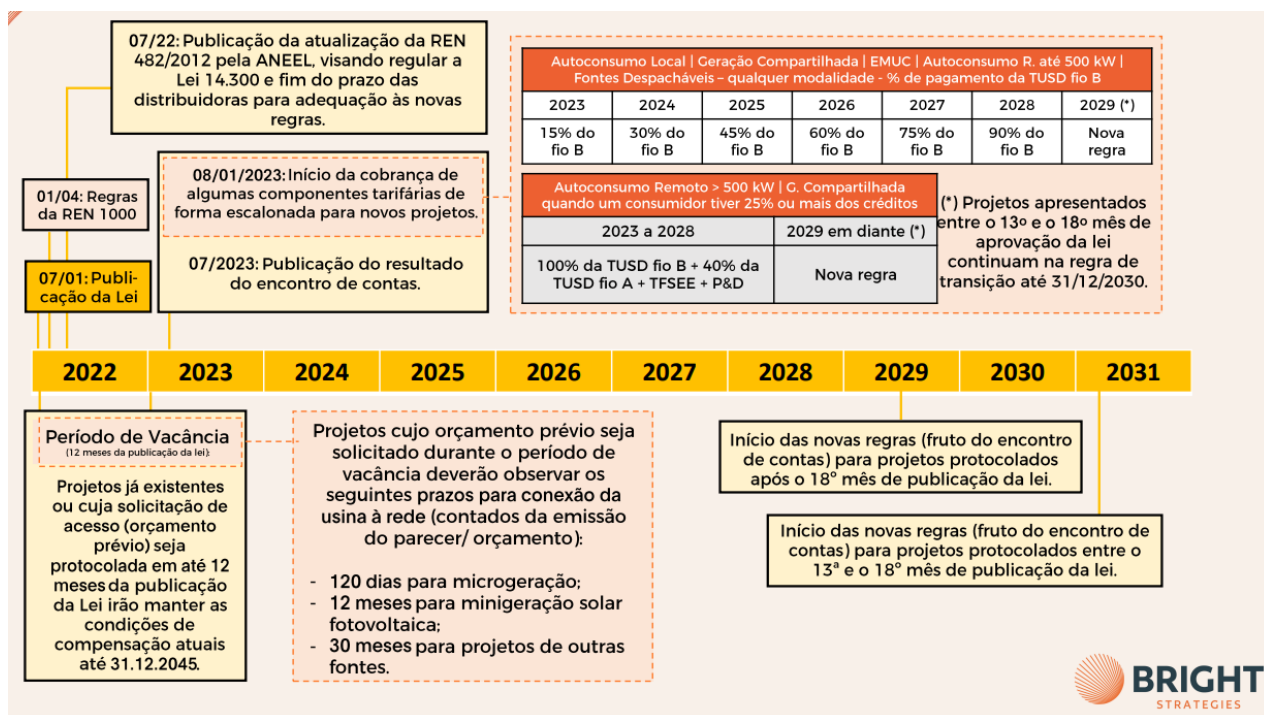 07/22: Publicação da atualização da REN
482/2012 pela ANEEL, visando regular a
Lei 14.300 e fim do prazo das
distribuidoras para adequação às novas
regras.
01/04: Regras
da REN 1000
07/01: Publi-
cação da Lei
08/01/2023: Início da cobrança de
algumas componentes tarifárias de
forma escalonada para novos projetos.
07/2023: Publicação do resultado
do encontro de contas.
Autoconsumo Local | Geração Compartilhada | EMUC | Autoconsumo R. até 500 kW |
Fontes Despacháveis – qualquer modalidade - % de pagamento da TUSD fio B
2023 2024 2025 2026 2027 2028 2029 (*)
15% do 30% do 45% do 60% do 75% do 90% do Nova
fio B fio B fio B fio B fio B fio B regra
Autoconsumo Remoto > 500 kW | G. Compartilhada
quando um consumidor tiver 25% ou mais dos créditos
2023 a 2028 2029 em diante (*)
100% da TUSD fio B + 40% da
TUSD fio A + TFSEE + P&D
Nova regra
(*) Projetos apresentados
entre o 13º e o 18º mês de
aprovação da lei
continuam na regra de
transição até 31/12/2030.
2022 2023 2024 2025 2026 2027 2028 2029 2030 2031
Período de Vacância
(12 meses da publicação da lei):
Projetos já existentes
ou cuja solicitação de
acesso (orçamento
prévio) seja
protocolada em até 12
meses da publicação
da Lei irão manter as
condições de
compensação atuais
até 31.12.2045.
Projetos cujo orçamento prévio seja
solicitado durante o período de
vacância deverão observar os
seguintes prazos para conexão da
usina à rede (contados da emissão
do parecer/ orçamento):
- 120 dias para microgeração;
- 12 meses para minigeração solar
fotovoltaica;
- 30 meses para projetos de outras
fontes.
Início das novas regras (fruto do encontro
de contas) para projetos protocolados
após o 18º mês de publicação da lei.
Início das novas regras (fruto do encontro de
contas) para projetos protocolados entre o
13ª e o 18º mês de publicação da lei.
BRIGHT
STRATEGIES